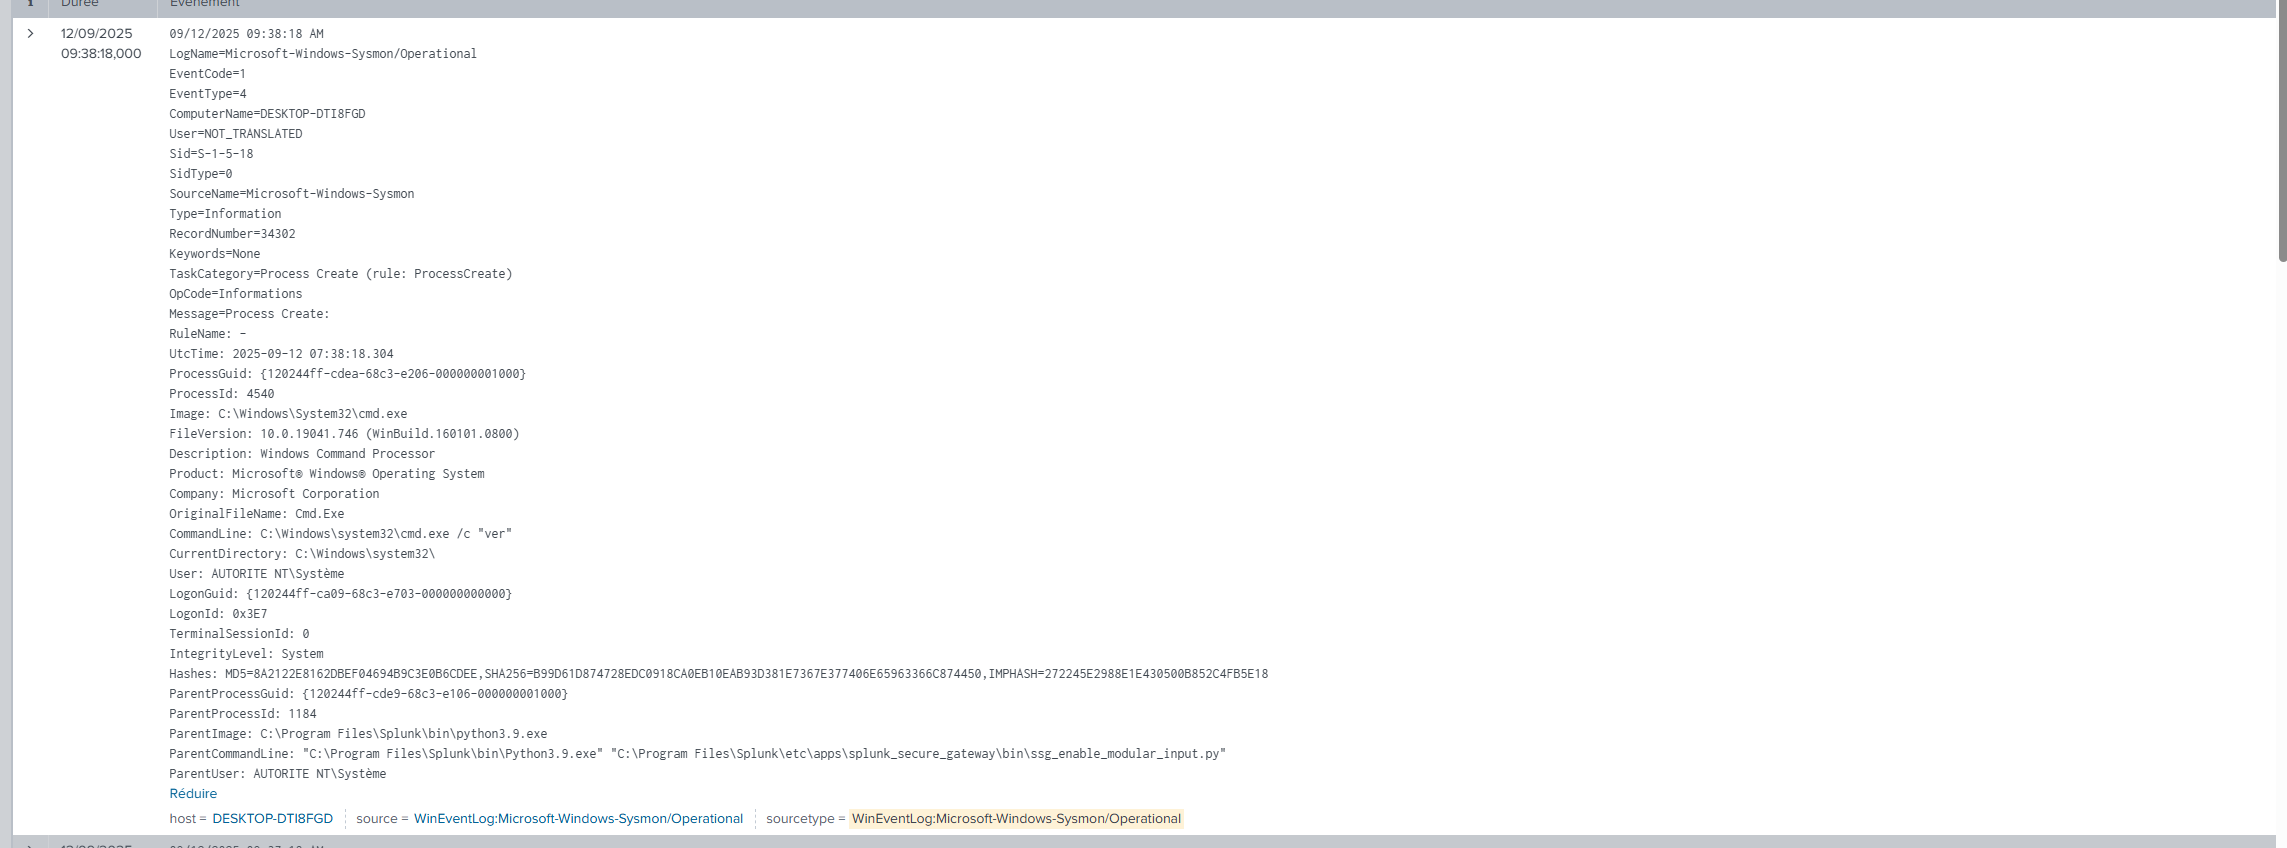 i Durée Événement
> 12/09/2025 09:38:18,000
09/12/2025 09:38:18 AM
LogName=Microsoft-Windows-Sysmon/Operational
EventCode=1
EventType=4
ComputerName=DESKTOP-DTI8FGD
User=NOT_TRANSLATED
Sid=S-1-5-18
SidType=0
SourceName=Microsoft-Windows-Sysmon
Type=Information
RecordNumber=34302
Keywords=None
TaskCategory=Process Create (rule: ProcessCreate)
OpCode=Informations
Message=Process Create:
RuleName: -
UtcTime: 2025-09-12 07:38:18.304
ProcessGuid: {120244ff-cdea-68c3-e206-000000001000}
ProcessId: 4540
Image: C:\Windows\System32\cmd.exe
FileVersion: 10.0.19041.746 (WinBuild.160101.0800)
Description: Windows Command Processor
Product: Microsoft® Windows® Operating System
Company: Microsoft Corporation
OriginalFileName: Cmd.Exe
CommandLine: C:\Windows\system32\cmd.exe /c "ver"
CurrentDirectory: C:\Windows\system32\
User: AUTORITE NT\Système
LogonGuid: {120244ff-ca09-68c3-e703-000000000000}
LogonId: 0x3E7
TerminalSessionId: 0
IntegrityLevel: System
Hashes: MD5=8A2122E8162DBEF04694B9C3E0B6CDEE,SHA256=B99D61D874728EDC0918CA0EB10EAB93D381E7367E377406E65963366C874450,IMPHASH=272245E2988E1E430500B852C4FB5E18
ParentProcessGuid: {120244ff-cde9-68c3-e106-000000001000}
ParentProcessId: 1184
ParentImage: C:\Program Files\Splunk\bin\python3.9.exe
ParentCommandLine: "C:\Program Files\Splunk\bin\Python3.9.exe" "C:\Program Files\Splunk\etc\apps\splunk_secure_gateway\bin\ssg_enable_modular_input.py"
ParentUser: AUTORITE NT\Système
Réduire
host = DESKTOP-DTI8FGD source = WinEventLog:Microsoft-Windows-Sysmon/Operational sourcetype = WinEventLog:Microsoft-Windows-Sysmon/Operational